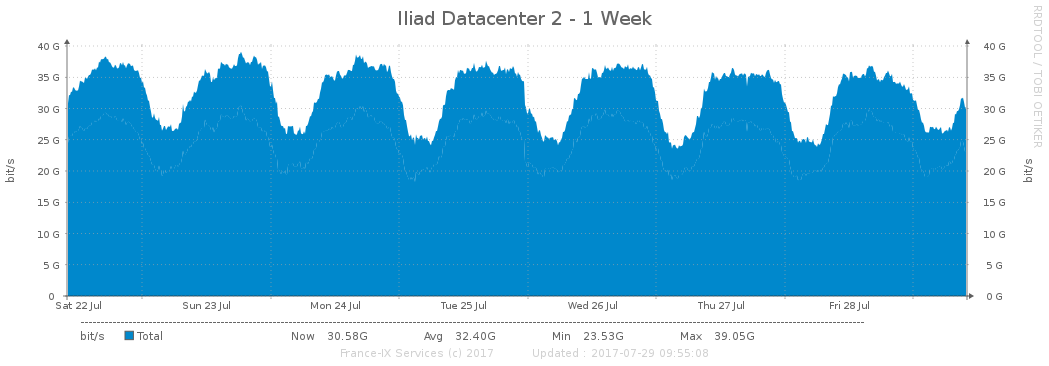 Iliad Datacenter 2 - 1 Week
RRDTOOL / TOBI OETIKER
40 G 40 G
35 G 35 G
30 G 30 G
25 G 25 G
20 G 20 G
15 G 15 G
10 G 10 G
5 G 5 G
0 0 G
bit/s bit/s
Sat 22 Jul Sun 23 Jul Mon 24 Jul Tue 25 Jul Wed 26 Jul Thu 27 Jul Fri 28 Jul
bit/s Total Now 30.58G Avg 32.40G Min 23.53G Max 39.05G
France-IX Services (c) 2017 Updated : 2017-07-29 09:55:08